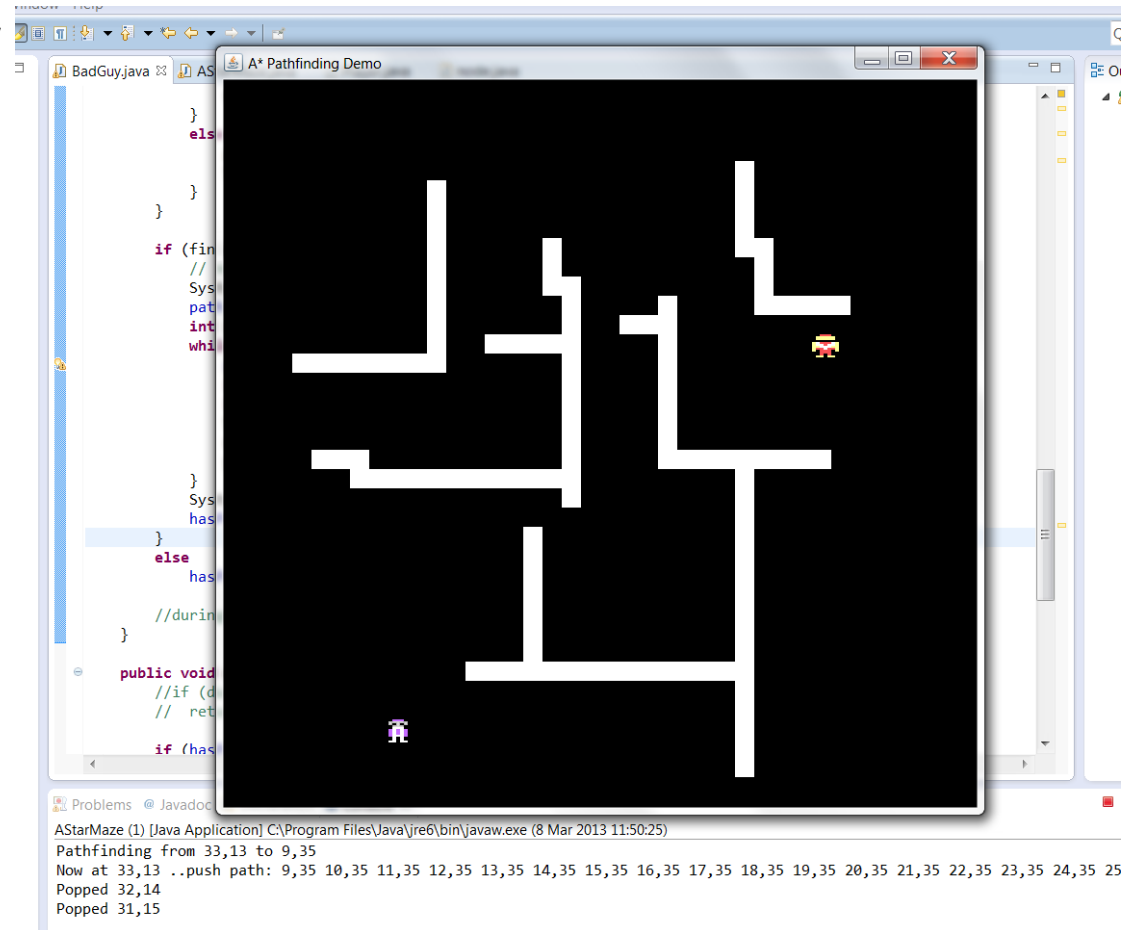 Help
BadGuy.java AS
A* Pathfinding Demo
}
els
}
}
if (fin
//
Sys
pat
int
whi
}
Sys
has
}
else
has
//durin
}
public void
//if (d
// ret
if (has
Problems @ Javadoc
AStarMaze (1) [Java Application] C:\Program Files\Java\jre6\bin\javaw.exe (8 Mar 2013 11:50:25)
Pathfinding from 33,13 to 9,35
Now at 33,13 ..push path: 9,35 10,35 11,35 12,35 13,35 14,35 15,35 16,35 17,35 18,35 19,35 20,35 21,35 22,35 23,35 24,35 25
Popped 32,14
Popped 31,15